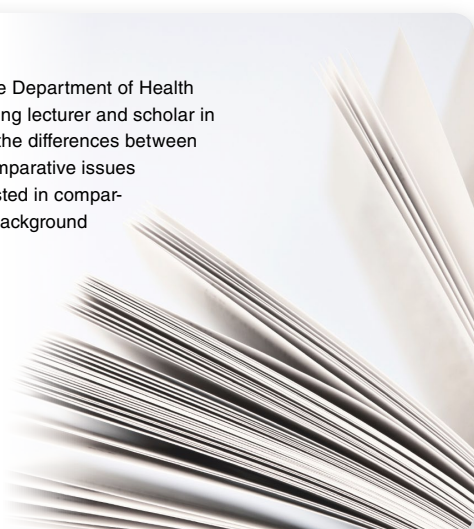 e Department of Health
ng lecturer and scholar in
the differences between
mparative issues
sted in compar-
ackground